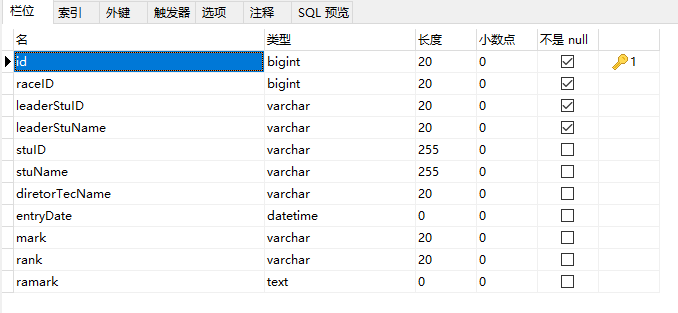 栏位 索引 外键 触发器 选项 注释 SQL 预览
名 类型 长度 小数点 不是 null
id bigint 20 0 1
raceID bigint 20 0
leaderStuID varchar 20 0
leaderStuName varchar 20 0
stuID varchar 255 0
stuName varchar 255 0
diretorTecName varchar 20 0
entryDate datetime 0 0
mark varchar 20 0
rank varchar 20 0
ramark text 0 0